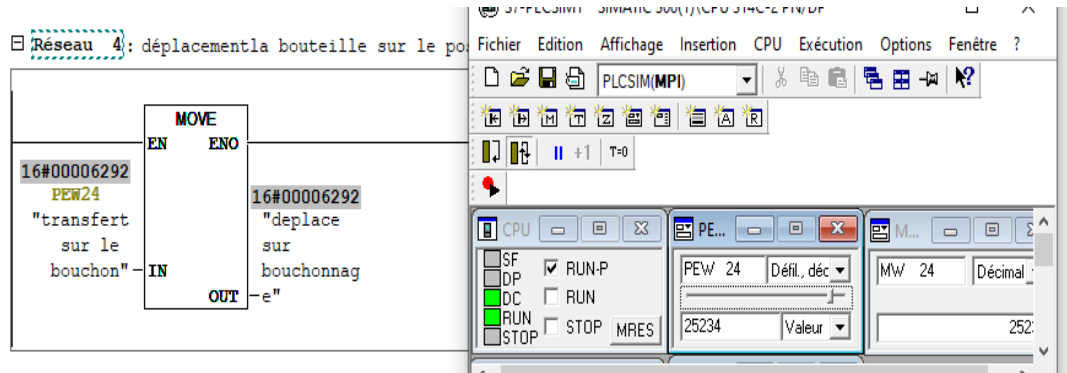 Réseau 4: déplacementla bouteille sur le po
MOVE
EN ENO
16#00006292
PEW24
"transfert
sur le
bouchon"
IN
16#00006292
"deplace
sur
bouchonnag
e"
OUT
S7-PLCSIM1 SIMATIC 300(1)\CPU 314C-2 PN/DP
Fichier Edition Affichage Insertion CPU Exécution Options Fenêtre ?
PLCSIM(MPI)
E A M T Z A R
+1 T=0
CPU
SF
DP
DC
RUN
STOP
RUN-P
RUN
STOP MRES
PE...
PEW 24 Défil., déc
25234 Valeur
M...
MW 24 Décimal
252